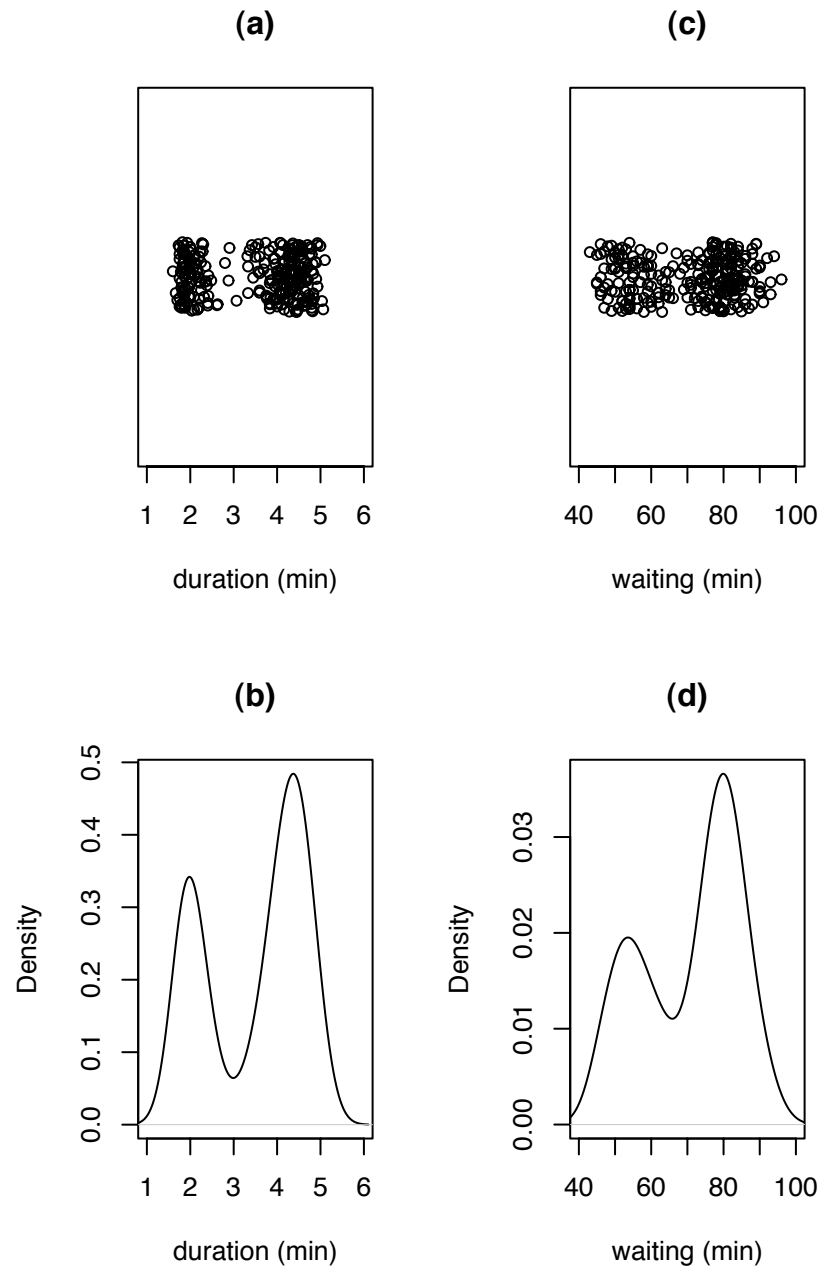 (a)
1 2 3 4 5 6
duration (min)
(c)
40 60 80 100
waiting (min)
(b)
Density
0.0 0.1 0.2 0.3 0.4 0.5
1 2 3 4 5 6
duration (min)
(d)
Density
0.00 0.01 0.02 0.03
40 60 80 100
waiting (min)